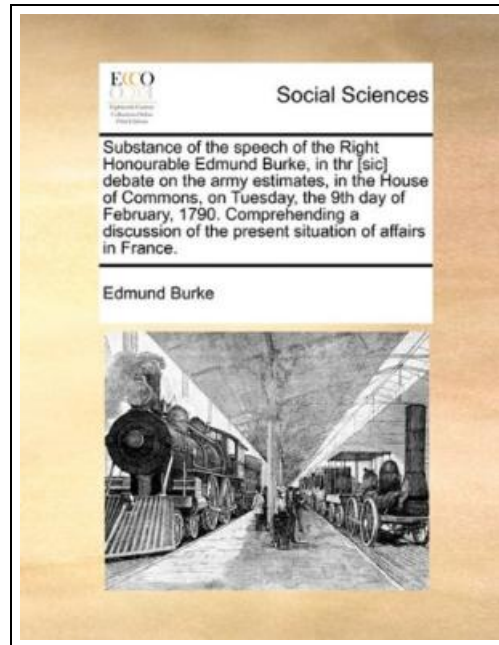 ECCO
Social Sciences
Substance of the speech of the Right
Honourable Edmund Burke, in thr [sic]
debate on the army estimates, in the House
of Commons, on Tuesday, the 9th day of
February, 1790. Comprehending a
discussion of the present situation of affairs
in France.
Edmund Burke